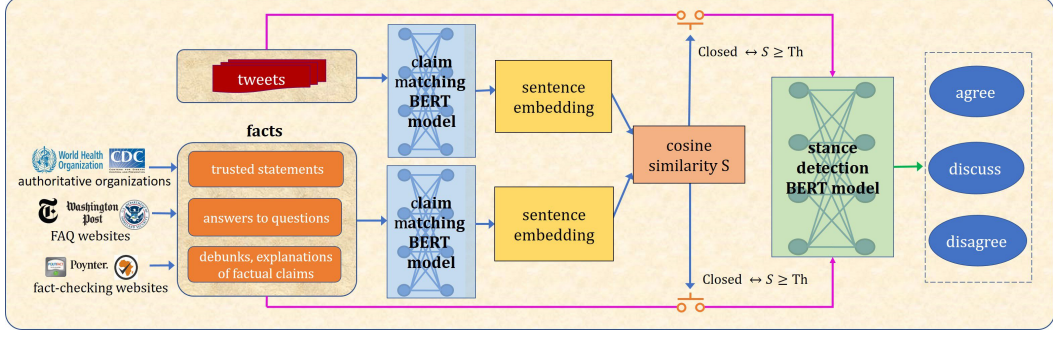 tweets
claim
matching
BERT
model
sentence
embedding
Closed ↔ S ≥ Th
cosine
similarity S
facts
World Health
Organization
CDC
authoritative organizations
trusted statements
Washington
Post
FAQ websites
answers to questions
Poynter.
fact-checking websites
debunks, explanations
of factual claims
claim
matching
BERT
model
sentence
embedding
Closed ↔ S ≥ Th
stance
detection
BERT model
agree
discuss
disagree